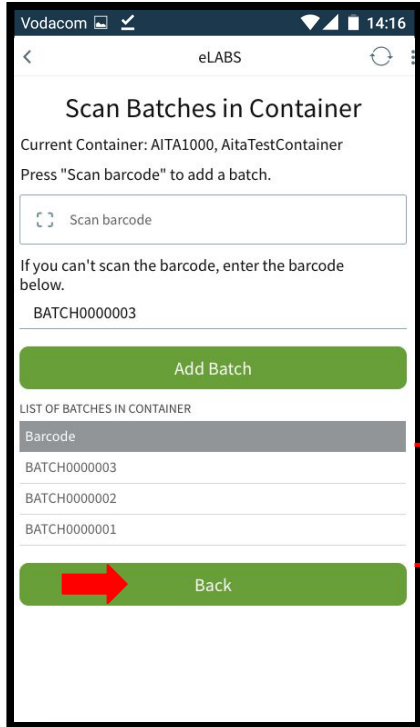 Vodacom 14:16
eLABS
Scan Batches in Container
Current Container: AITA1000, AitaTestContainer
Press "Scan barcode" to add a batch.
Scan barcode
If you can't scan the barcode, enter the barcode
below.
BATCH0000003
Add Batch
LIST OF BATCHES IN CONTAINER
Barcode
BATCH0000003
BATCH0000002
BATCH0000001
Back